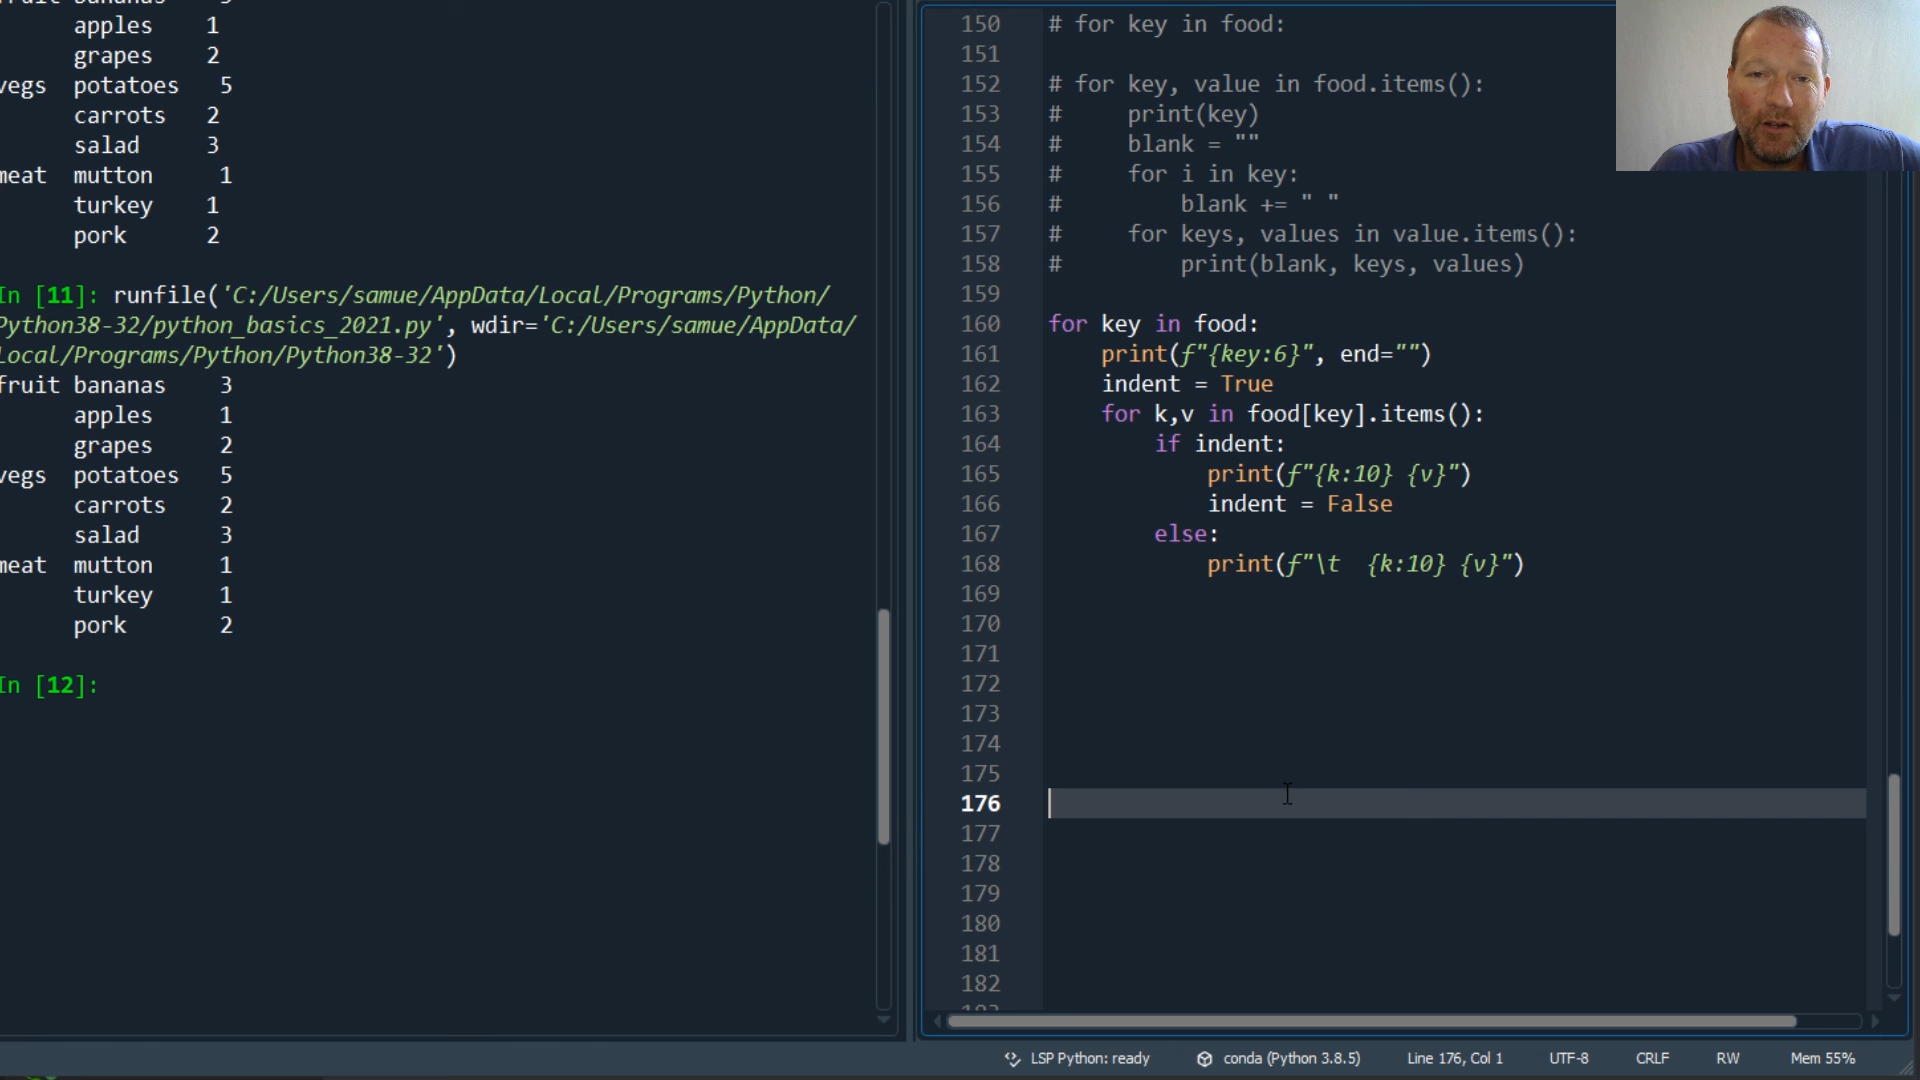 apples    1
grapes    2
vegs  potatoes   5
carrots   2
salad     3
meat  mutton     1
turkey    1
pork      2
In [11]: runfile('C:/Users/samue/AppData/Local/Programs/Python/
Python38-32/python_basics_2021.py', wdir='C:/Users/samue/AppData/
Local/Programs/Python/Python38-32')
fruit bananas    3
apples     1
grapes     2
vegs  potatoes   5
carrots    2
salad      3
meat  mutton     1
turkey     1
pork       2
In [12]:
150 # for key in food:
151
152 # for key, value in food.items():
153 #     print(key)
154 #     blank = ""
155 #     for i in key:
156 #         blank += " "
157 #     for keys, values in value.items():
158 #         print(blank, keys, values)
159
160 for key in food:
161     print(f"{key:6}", end="")
162     indent = True
163     for k,v in food[key].items():
164         if indent:
165             print(f"{k:10} {v}")
166             indent = False
167         else:
168             print(f"\t  {k:10} {v}")
169
170
171
172
173
174
175
176
177
178
179
180
181
182
LSP Python: ready conda (Python 3.8.5) Line 176, Col 1 UTF-8 CRLF RW Mem 55%